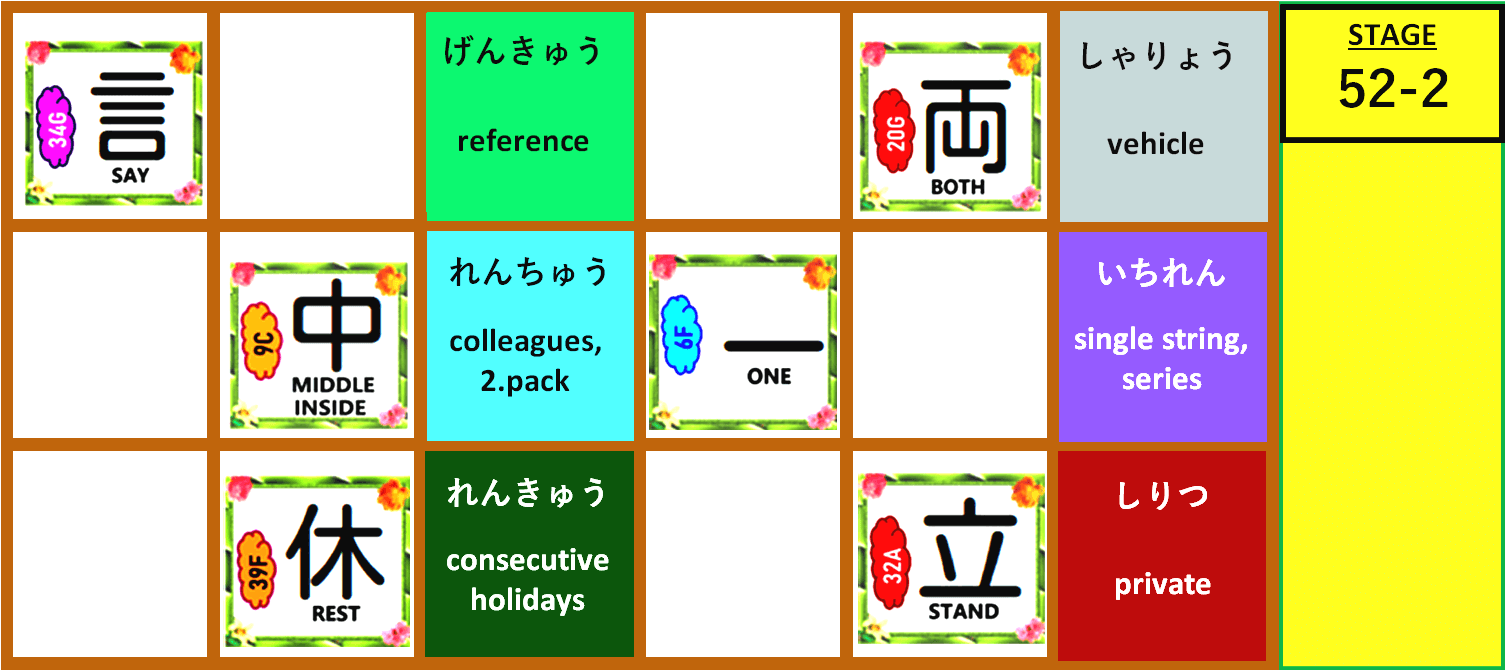 34G
言
SAY
げんきゅう
reference
20G
両
BOTH
しゃりょう
vehicle
STAGE
52-2
9C
中
MIDDLE
INSIDE
れんちゅう
colleagues,
2.pack
6F
一
ONE
いちれん
single string,
series
39F
休
REST
れんきゅう
consecutive
holidays
32A
立
STAND
しりつ
private